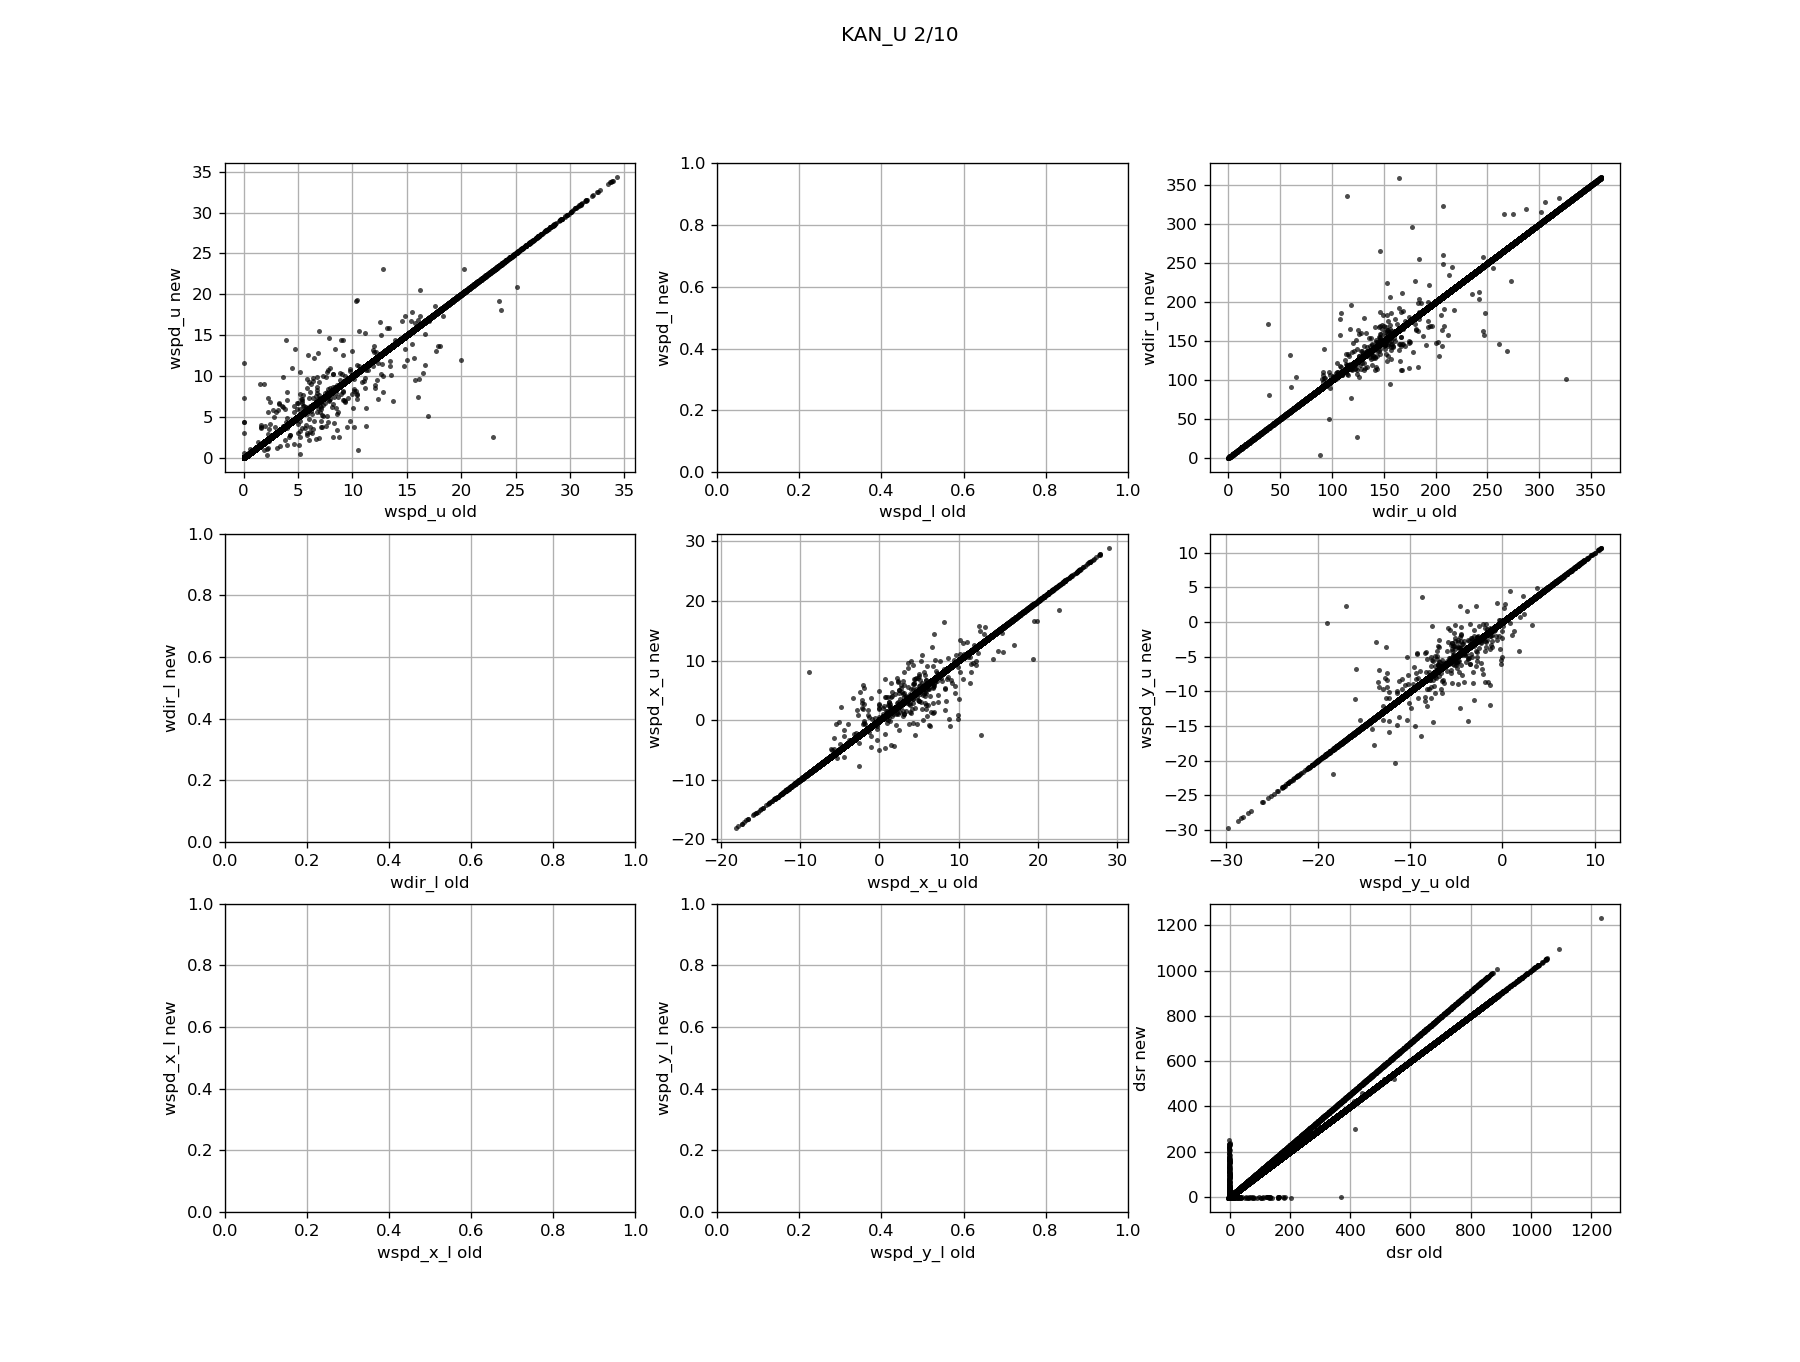 KAN_U 2/10
35
30
25
20
15
10
5
0
wspd_u new
0 5 10 15 20 25 30 35
wspd_u old
1.0
0.8
0.6
0.4
0.2
0.0
wspd_l new
0.0 0.2 0.4 0.6 0.8 1.0
wspd_l old
350
300
250
200
150
100
50
0
wdir_u new
0 50 100 150 200 250 300 350
wdir_u old
1.0
0.8
0.6
0.4
0.2
0.0
wdir_l new
0.0 0.2 0.4 0.6 0.8 1.0
wdir_l old
30
20
10
0
−10
−20
wspd_x_u new
−20 −10 0 10 20 30
wspd_x_u old
10
5
0
−5
−10
−15
−20
−25
−30
wspd_y_u new
−30 −20 −10 0 10
wspd_y_u old
1.0
0.8
0.6
0.4
0.2
0.0
wspd_x_l new
0.0 0.2 0.4 0.6 0.8 1.0
wspd_x_l old
1.0
0.8
0.6
0.4
0.2
0.0
wspd_y_l new
0.0 0.2 0.4 0.6 0.8 1.0
wspd_y_l old
1200
1000
800
600
400
200
0
dsr new
0 200 400 600 800 1000 1200
dsr old